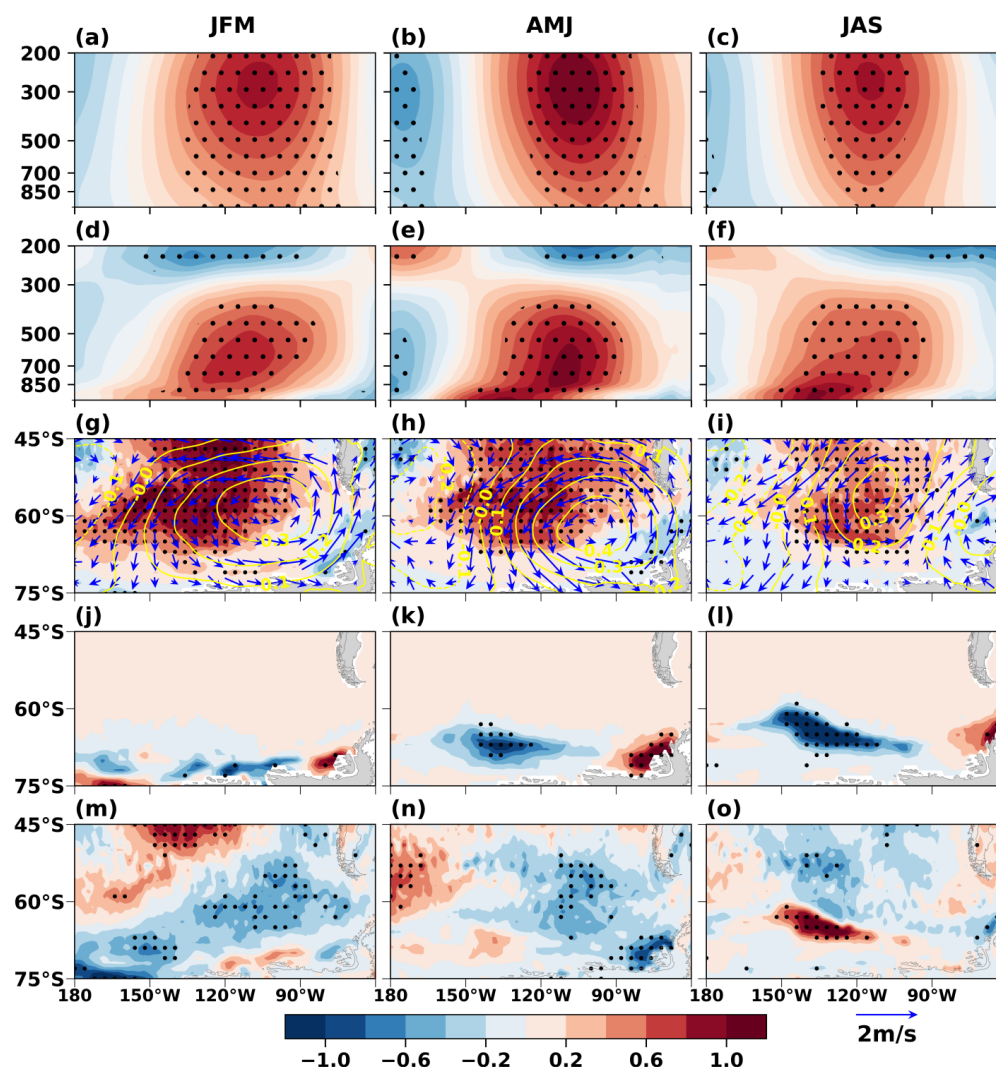 JFM AMJ JAS
(a) (b) (c)
200
300
500
700
850
(d) (e) (f)
200
300
500
700
850
(g) (h) (i)
45°S
60°S
75°S
(j) (k) (l)
45°S
60°S
75°S
(m) (n) (o)
45°S
60°S
75°S
180 150°W 120°W 90°W 180 150°W 120°W 90°W 180 150°W 120°W 90°W
2m/s
−1.0 −0.6 −0.2 0.2 0.6 1.0